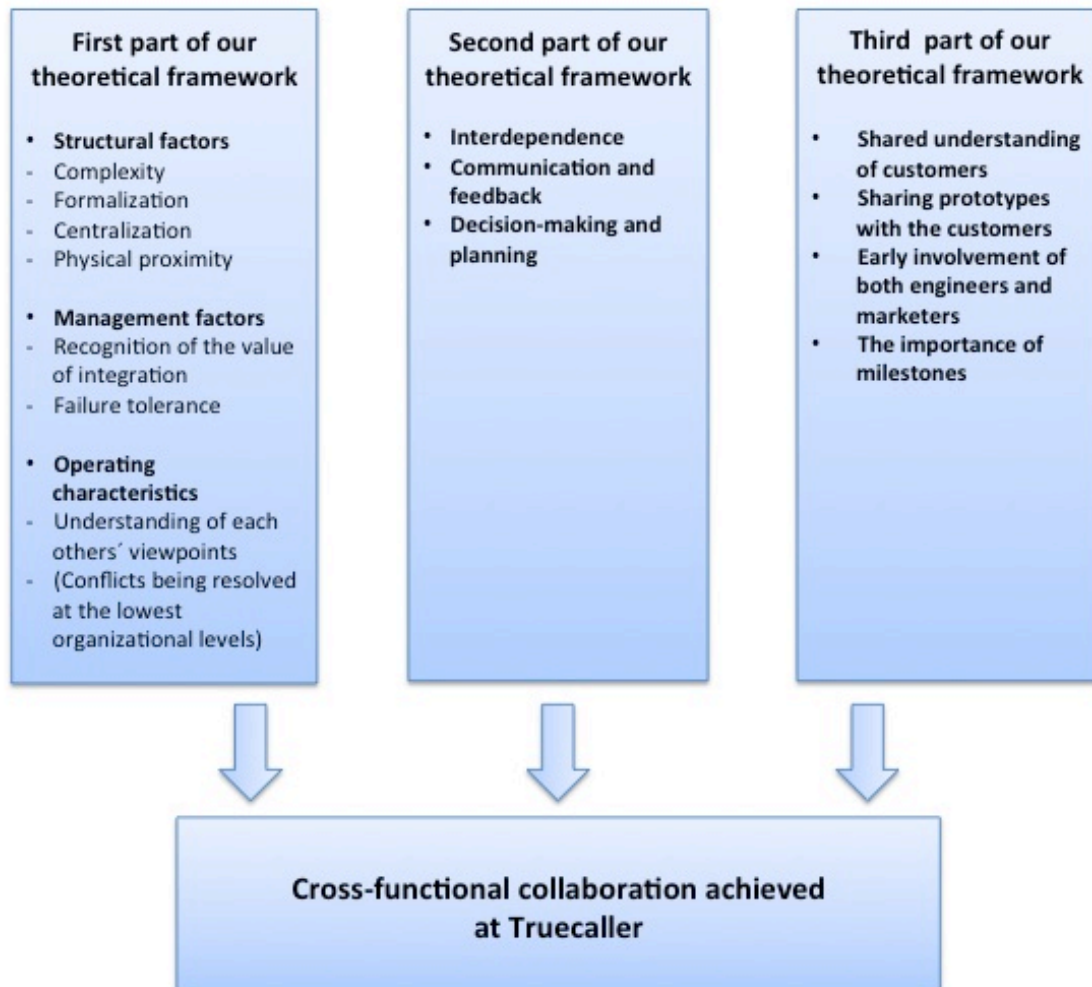 First part of our
theoretical framework
• Structural factors
- Complexity
- Formalization
- Centralization
- Physical proximity
• Management factors
- Recognition of the value
of integration
- Failure tolerance
• Operating
characteristics
- Understanding of each
others´ viewpoints
- (Conflicts being resolved
at the lowest
organizational levels)
Second part of our
theoretical framework
• Interdependence
• Communication and
feedback
• Decision-making and
planning
Third part of our
theoretical framework
• Shared understanding
of customers
• Sharing prototypes
with the customers
• Early involvement of
both engineers and
marketers
• The importance of
milestones
Cross-functional collaboration achieved
at Truecaller